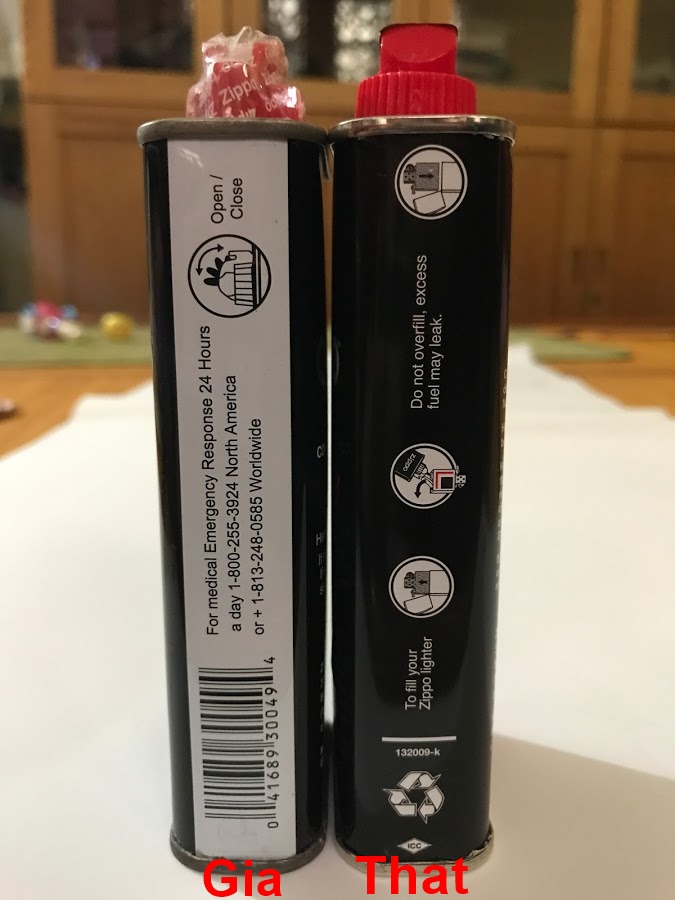 Zippo
Open /
Close
For medical Emergency Response 24 Hours
a day 1-800-255-3924 North America
or + 1-813-248-0585 Worldwide
0 41689 30049 4
Do not overfill, excess
fuel may leak.
zippo
To fill your
Zippo lighter
132009-k
ICC
Gia
That